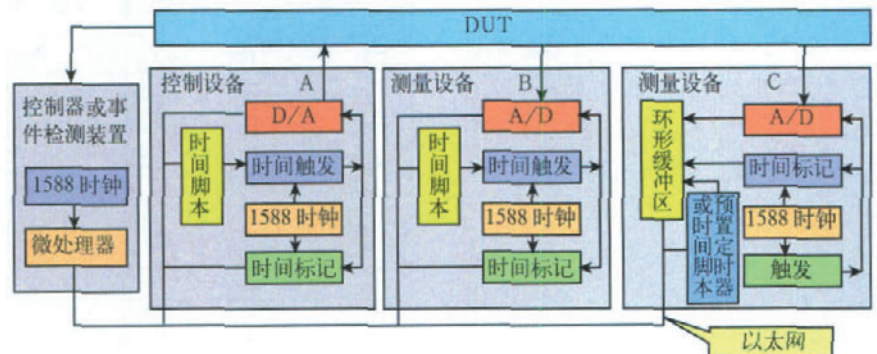 DUT
控制器或事
件检测装置
1588 时钟
微处理器
控制设备 A
D/A
时间脚本
时间触发
1588 时钟
时间标记
测量设备 B
A/D
时间脚本
时间触发
1588 时钟
时间标记
测量设备 C
环形缓冲区
A/D
时间标记
预置定时器
或时间脚本
1588 时钟
触发
以太网